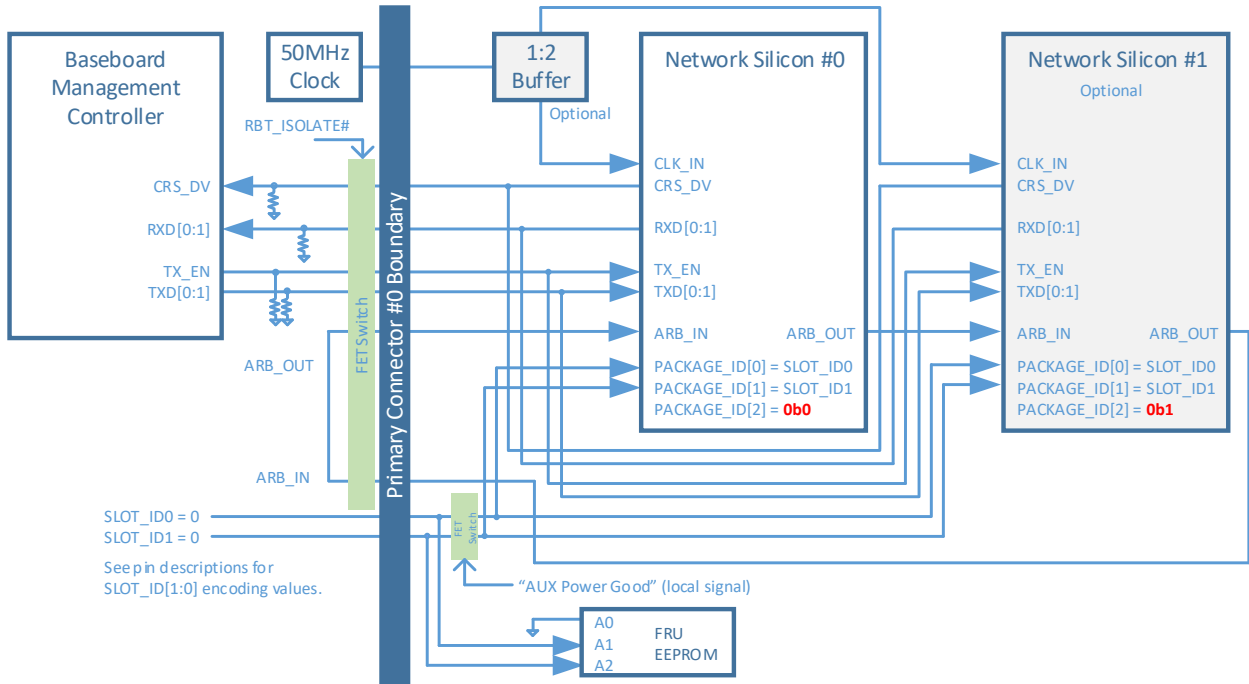 Baseboard
Management
Controller
50MHz
Clock
1:2
Buffer
Optional
Network Silicon #0
Network Silicon #1
Optional
RBT_ISOLATE#
CRS_DV
RXD[0:1]
TX_EN
TXD[0:1]
FET Switch
Primary Connector #0 Boundary
CLK_IN
CRS_DV
RXD[0:1]
TX_EN
TXD[0:1]
ARB_IN
ARB_OUT
PACKAGE_ID[0] = SLOT_ID0
PACKAGE_ID[1] = SLOT_ID1
PACKAGE_ID[2] = 0b0
CLK_IN
CRS_DV
RXD[0:1]
TX_EN
TXD[0:1]
ARB_IN
ARB_OUT
PACKAGE_ID[0] = SLOT_ID0
PACKAGE_ID[1] = SLOT_ID1
PACKAGE_ID[2] = 0b1
ARB_OUT
ARB_IN
SLOT_ID0 = 0
SLOT_ID1 = 0
See pin descriptions for
SLOT_ID[1:0] encoding values.
FET
Switch
“AUX Power Good” (local signal)
A0
A1
A2
FRU
EEPROM